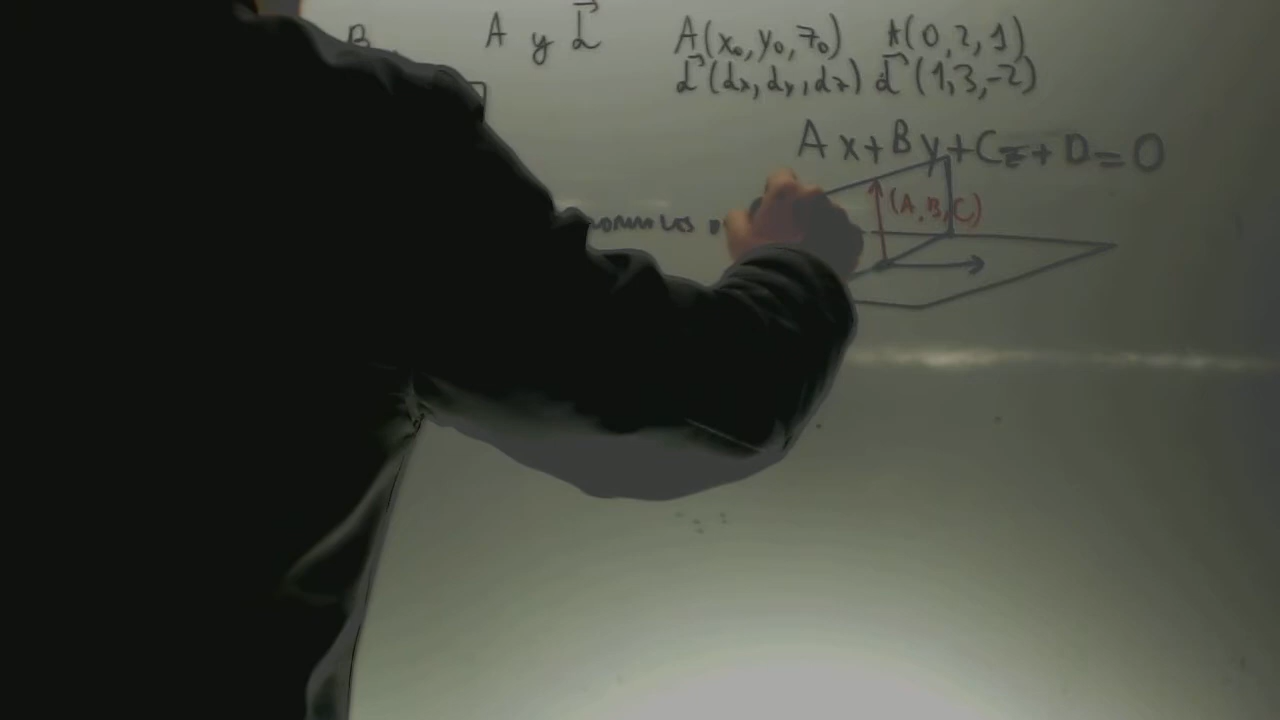 B A y d⃗ A(x₀, y₀, z₀) A(0, 2, 1)
d⃗ (dx, dy, dz) d⃗ (1, 3, -2)
Ax + By + Cz + D = 0
(A, B, C)